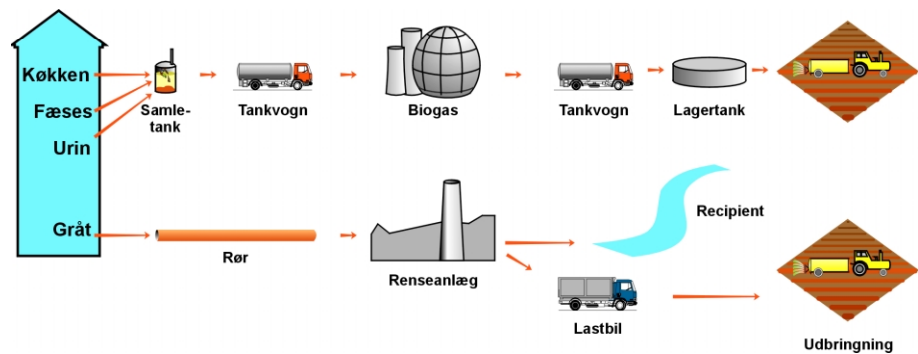 Køkken
Fæses
Urin
Samle-
tank
Tankvogn
Biogas
Tankvogn
Lagertank
Gråt
Rør
Renseanlæg
Recipient
Lastbil
Udbringning